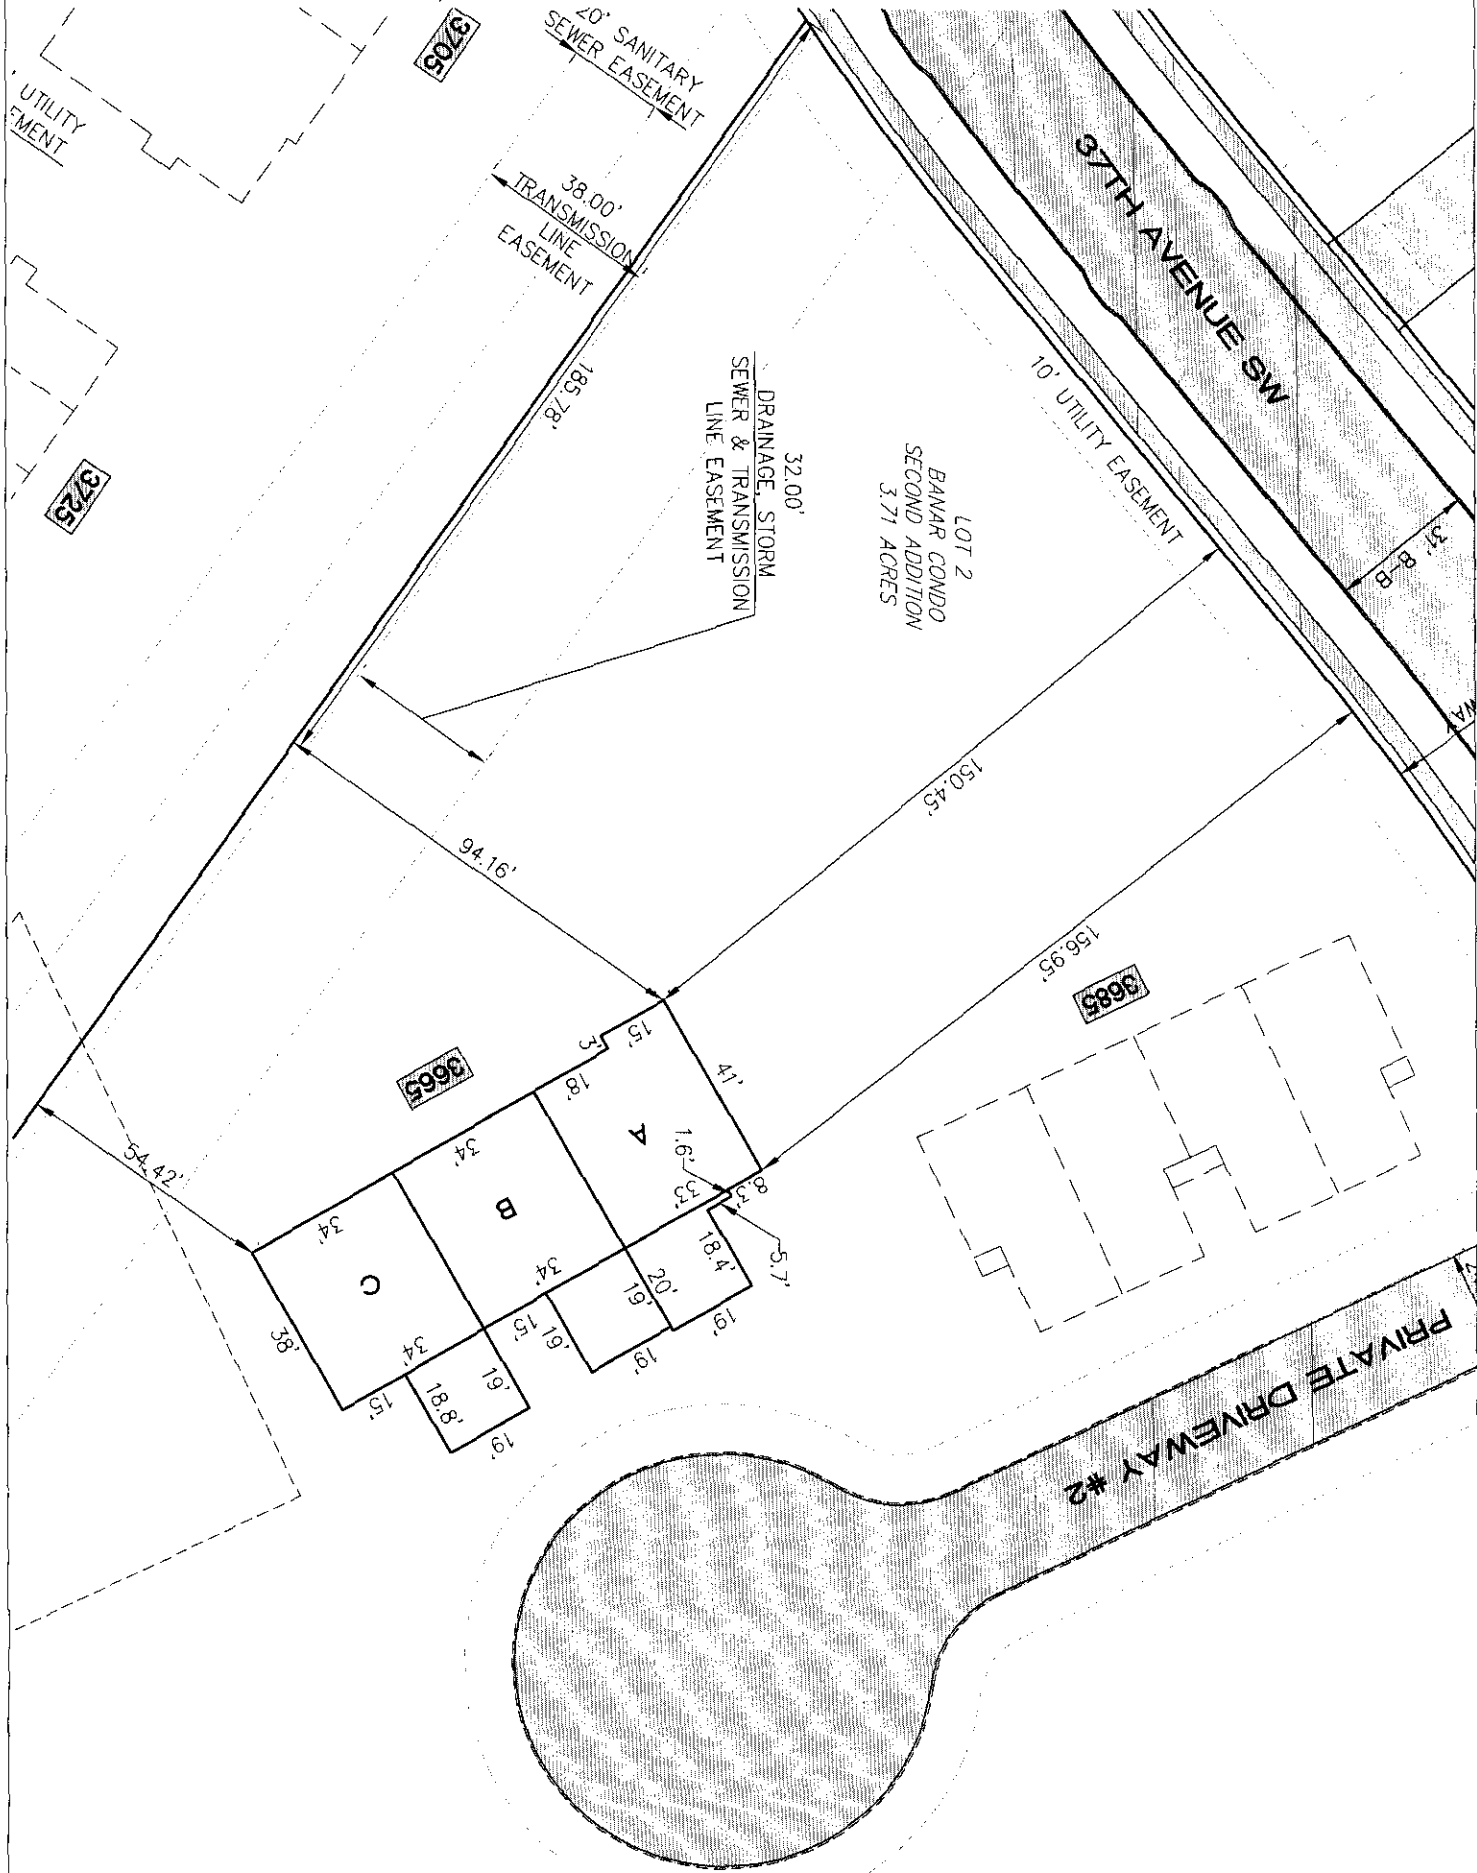 3705
20' SANITARY
SEWER EASEMENT
UTILITY
38.00'
TRANSMISSION
LINE
EASEMENT
37TH AVENUE SW
31' B-B
10' UTILITY EASEMENT
185.78'
32.00'
DRAINAGE, STORM
SEWER & TRANSMISSION
LINE EASEMENT
LOT 2
BANAR CONDO
SECOND ADDITION
3.71 ACRES
3725
150.45'
156.95'
94.16'
54.42'
3685
3665
15'
3'
18'
41'
A
1.6'
33'
8.3'
5.7'
18.4'
19'
20'
34'
B
34'
19'
15'
19'
19'
34'
C
34'
38'
15'
18.8'
19'
19'
PRIVATE DRIVEWAY #2